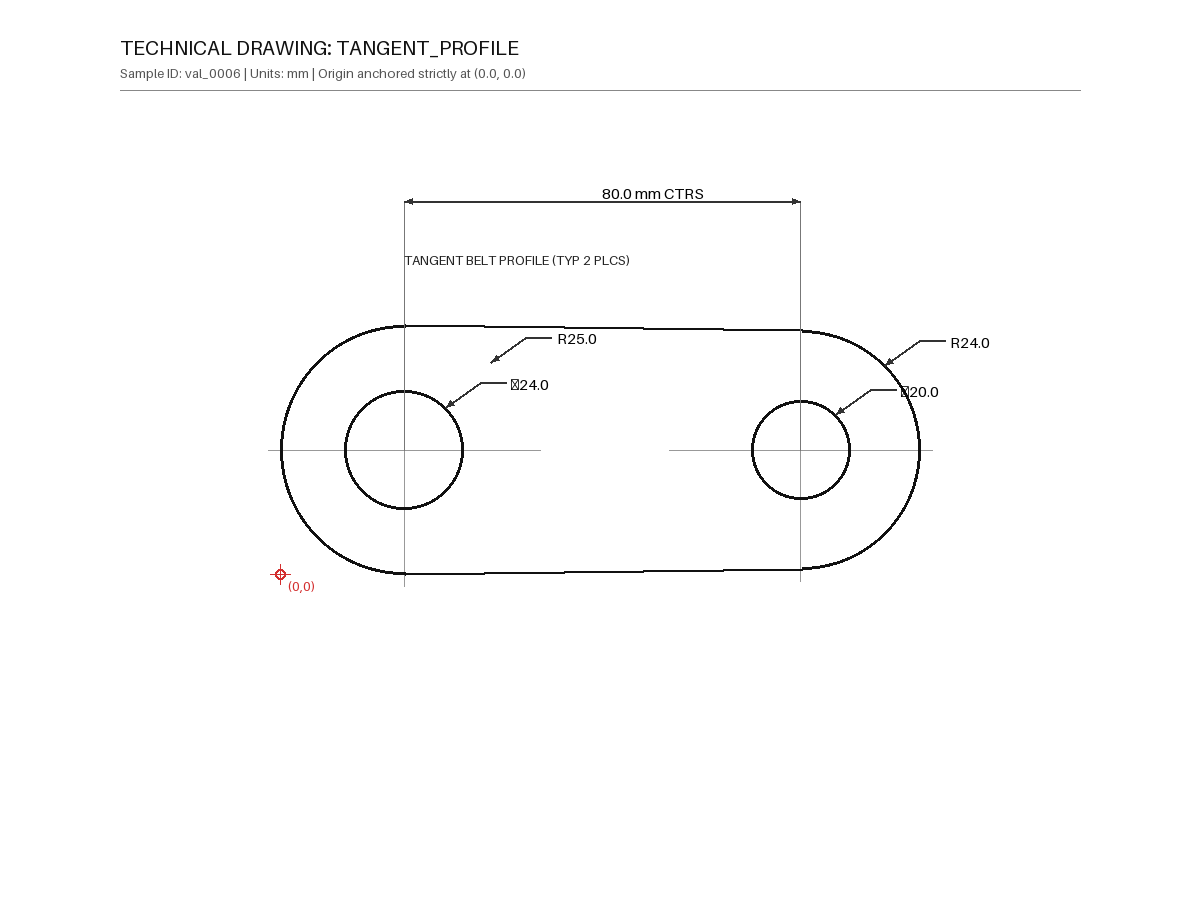 TECHNICAL DRAWING: TANGENT_PROFILE
Sample ID: val_0006 | Units: mm | Origin anchored strictly at (0.0, 0.0)
80.0 mm CTRS
TANGENT BELT PROFILE (TYP 2 PLCS)
R25.0
R24.0
▯24.0
▯20.0
(0,0)